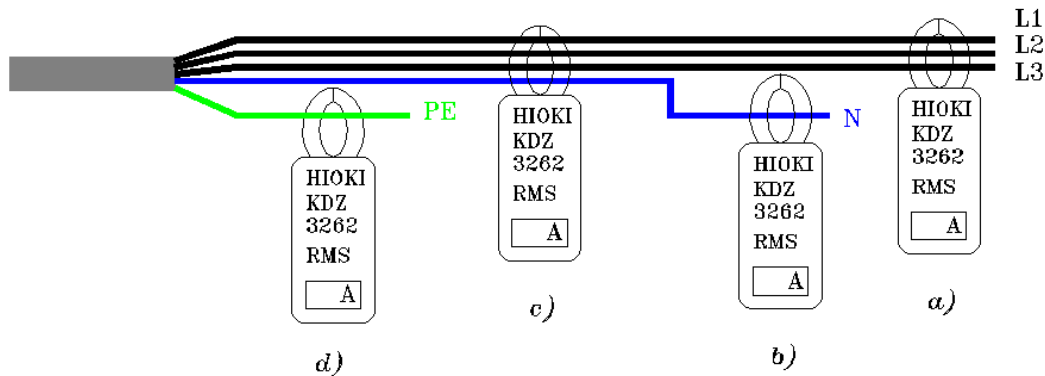 L1
L2
L3
PE
N
HIOKI
KDZ
3262
RMS
A
d)
HIOKI
KDZ
3262
RMS
A
c)
HIOKI
KDZ
3262
RMS
A
b)
HIOKI
KDZ
3262
RMS
A
a)